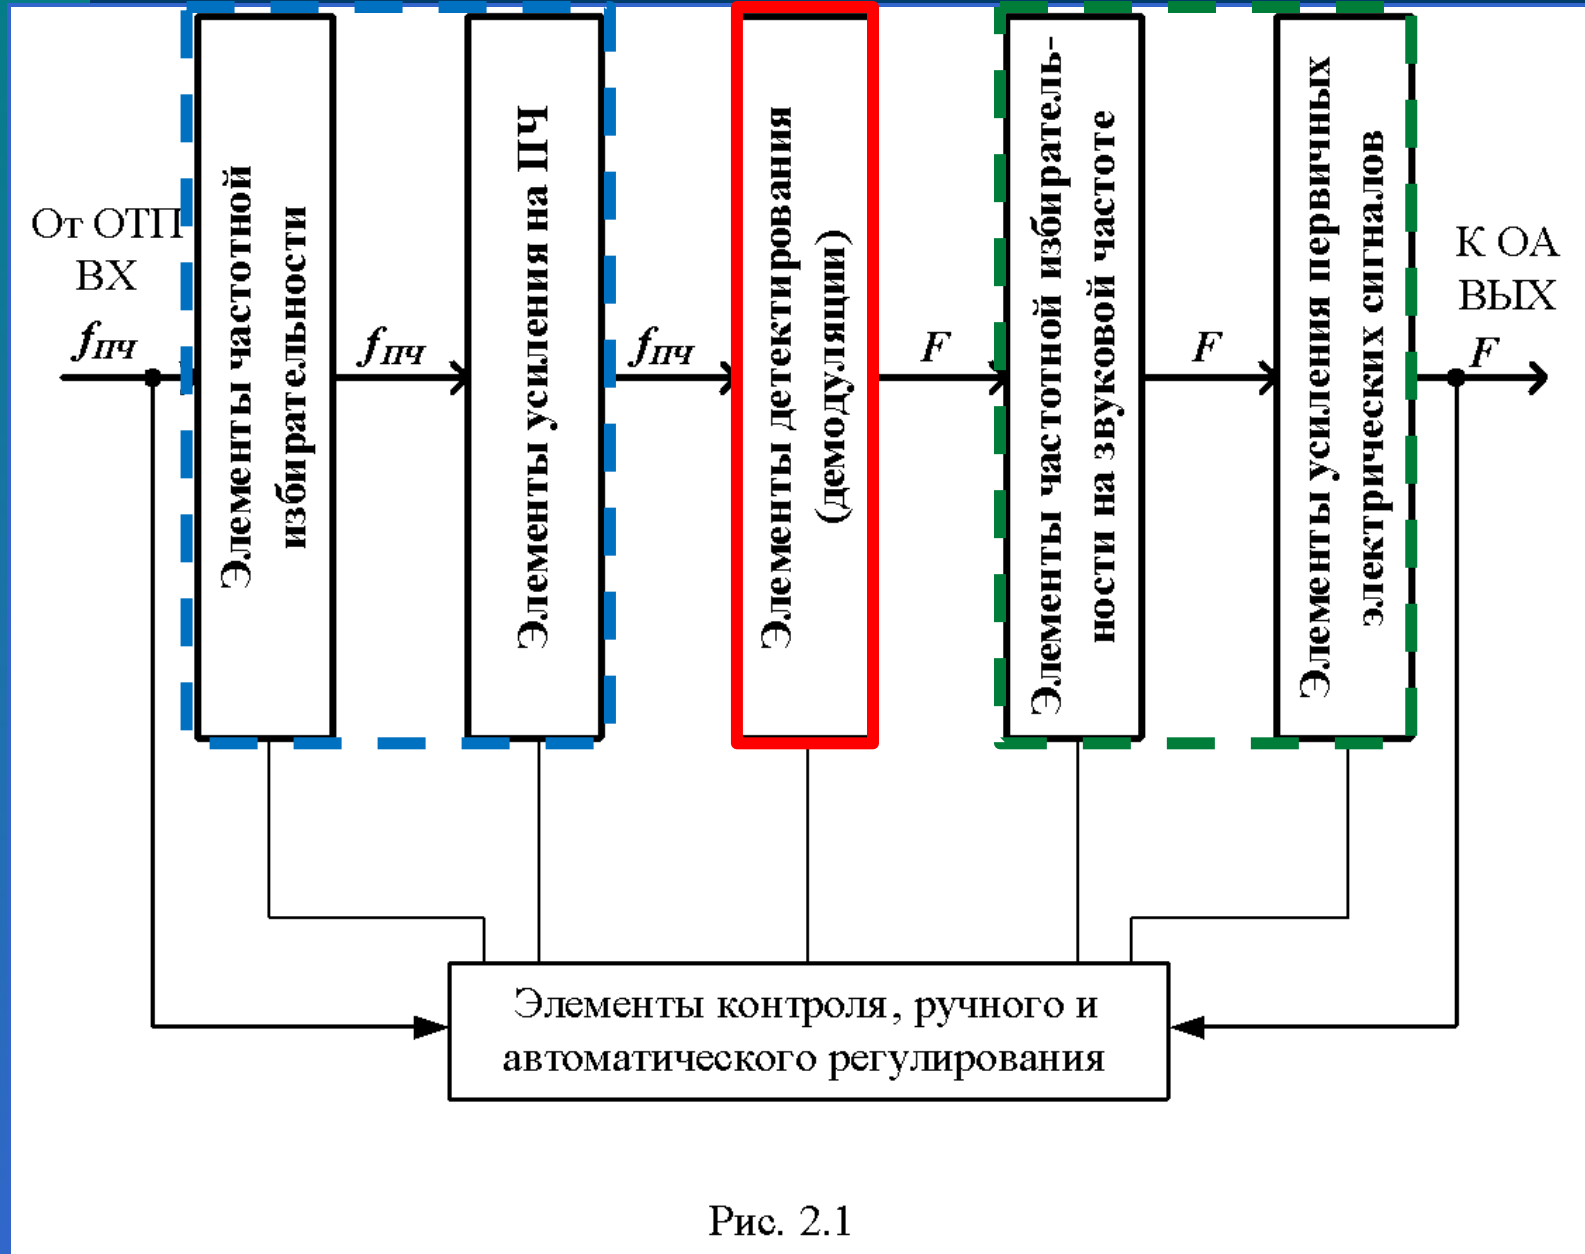 От ОТП
ВХ
fПЧ
Элементы частотной
избирательности
fПЧ
Элементы усиления на ПЧ
fПЧ
Элементы детектирования
(демодуляции)
F
Элементы частотной избиратель-
ности на звуковой частоте
F
Элементы усиления первичных
электрических сигналов
К ОА
ВЫХ
F
Элементы контроля, ручного и
автоматического регулирования
Рис. 2.1